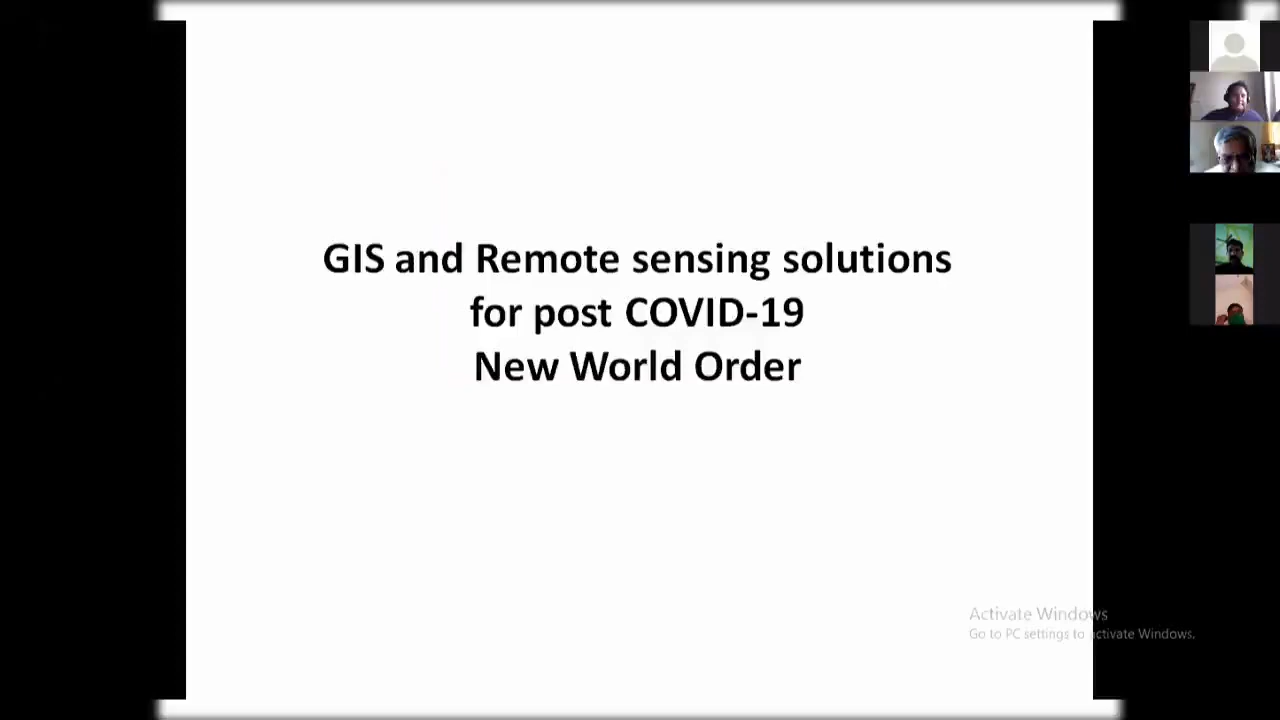 GIS and Remote sensing solutions
for post COVID-19
New World Order
Activate Windows
Go to PC settings to activate Windows.